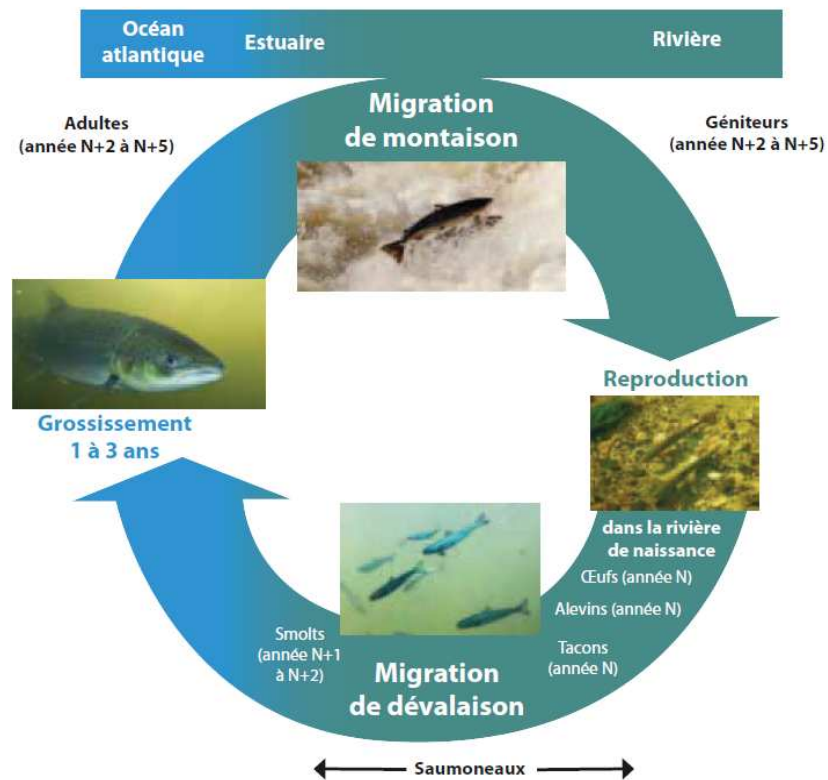 Océan
atlantique
Estuaire
Rivière
Migration
de montaison
Adultes
(année N+2 à N+5)
Géniteurs
(année N+2 à N+5)
Reproduction
Grossissement
1 à 3 ans
dans la rivière
de naissance
Œufs (année N)
Alevins (année N)
Tacons
(année N)
Smolts
(année N+1
à N+2)
Migration
de dévalaison
Saumoneaux